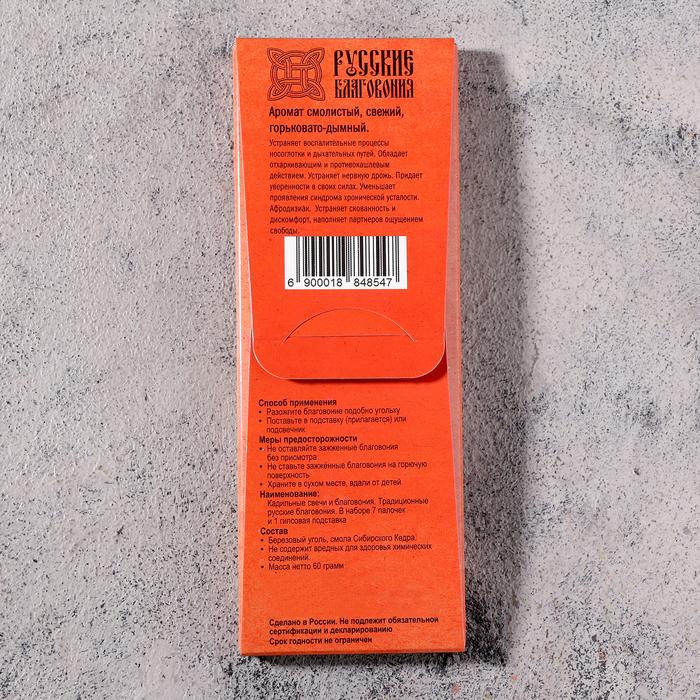 РУССКИЕ
БЛАГОВОНИЯ
Аромат смолистый, свежий,
горьковато-дымный.
Устраняет воспалительные процессы
носоглотки и дыхательных путей. Обладает
отхаркивающим и противокашлевым
действием. Устраняет нервную дрожь. Придает
уверенности в своих силах. Уменьшает
проявления синдрома хронической усталости.
Афродизиак. Устраняет скованность и
дискомфорт, наполняет партнеров ощущением
свободы.
6 900018 848547
Способ применения
• Разожгите благовоние подобно угольку
• Поставьте в подставку (прилагается) или
подсвечник
Меры предосторожности
• Не оставляйте зажженные благовония
без присмотра
• Не ставьте зажжённые благовония на горючую
поверхность
• Храните в сухом месте, вдали от детей
Наименование:
Кадильные свечи и благовония. Традиционные
русские благовония. В наборе 7 палочек
и 1 гипсовая подставка
Состав
• Березовый уголь, смола Сибирского Кедра.
• Не содержит вредных для здоровья химических
соединений.
• Масса нетто 60 грамм
Сделано в России. Не подлежит обязательной
сертификации и декларированию
Срок годности не ограничен